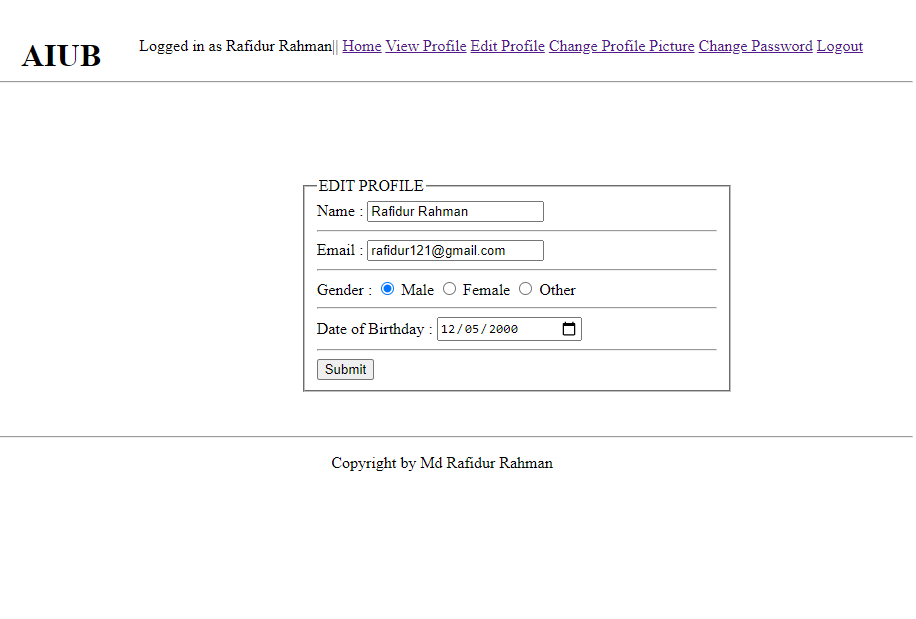 AIUB
Logged in as Rafidur Rahman|| Home View Profile Edit Profile Change Profile Picture Change Password Logout
EDIT PROFILE
Name : Rafidur Rahman
Email : rafidur121@gmail.com
Gender : Male Female Other
Date of Birthday : 12/05/2000
Submit
Copyright by Md Rafidur Rahman